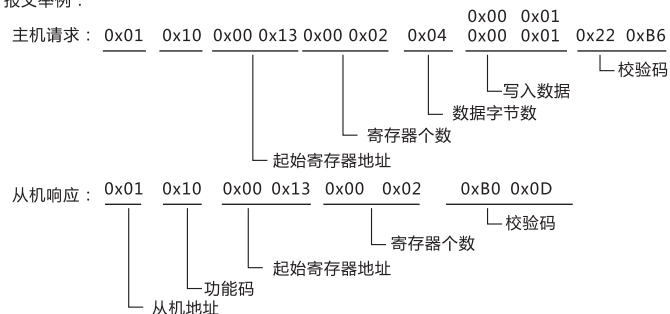 报文举例：
0x00 0x01
主机请求： 0x01 0x10 0x00 0x13 0x00 0x02 0x04 0x00 0x01 0x22 0xB6
校验码
写入数据
数据字节数
寄存器个数
起始寄存器地址
从机响应： 0x01 0x10 0x00 0x13 0x00 0x02 0xB0 0x0D
校验码
寄存器个数
起始寄存器地址
功能码
从机地址